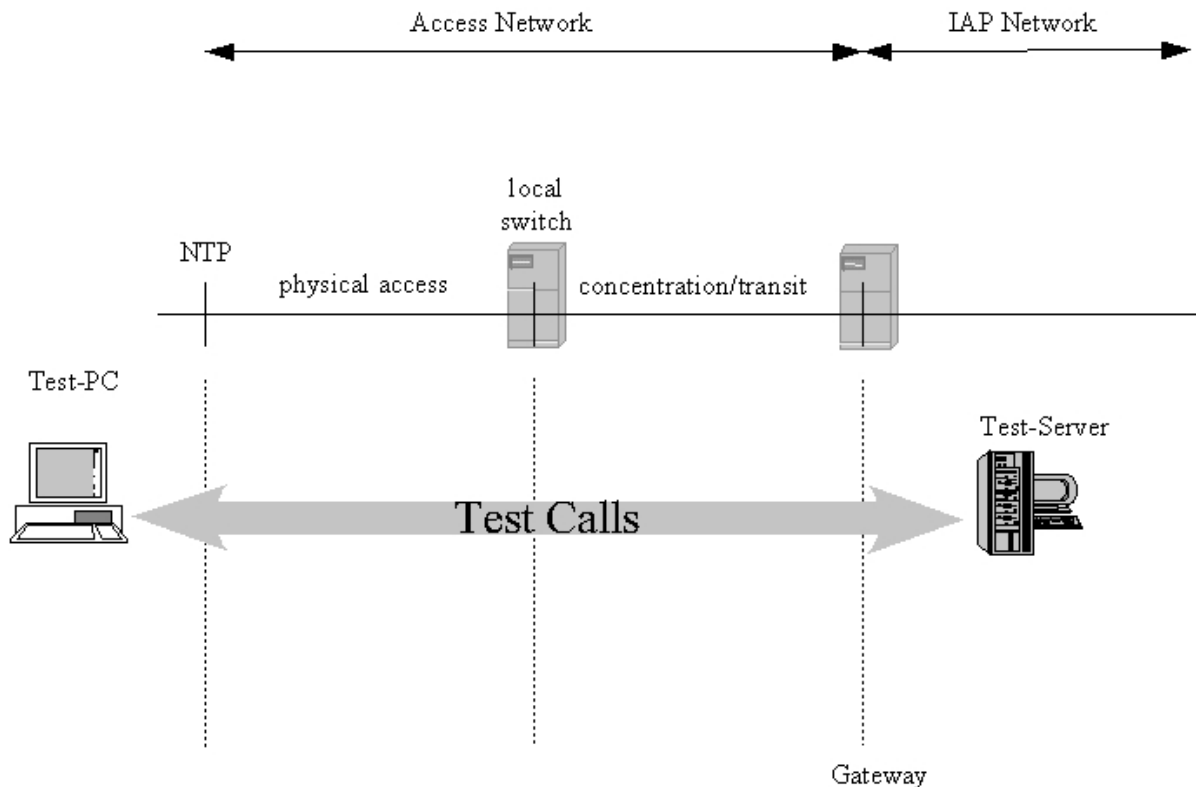 Access Network
IAP Network
local
switch
NTP
physical access
concentration/transit
Test-PC
Test-Server
Test Calls
Gateway